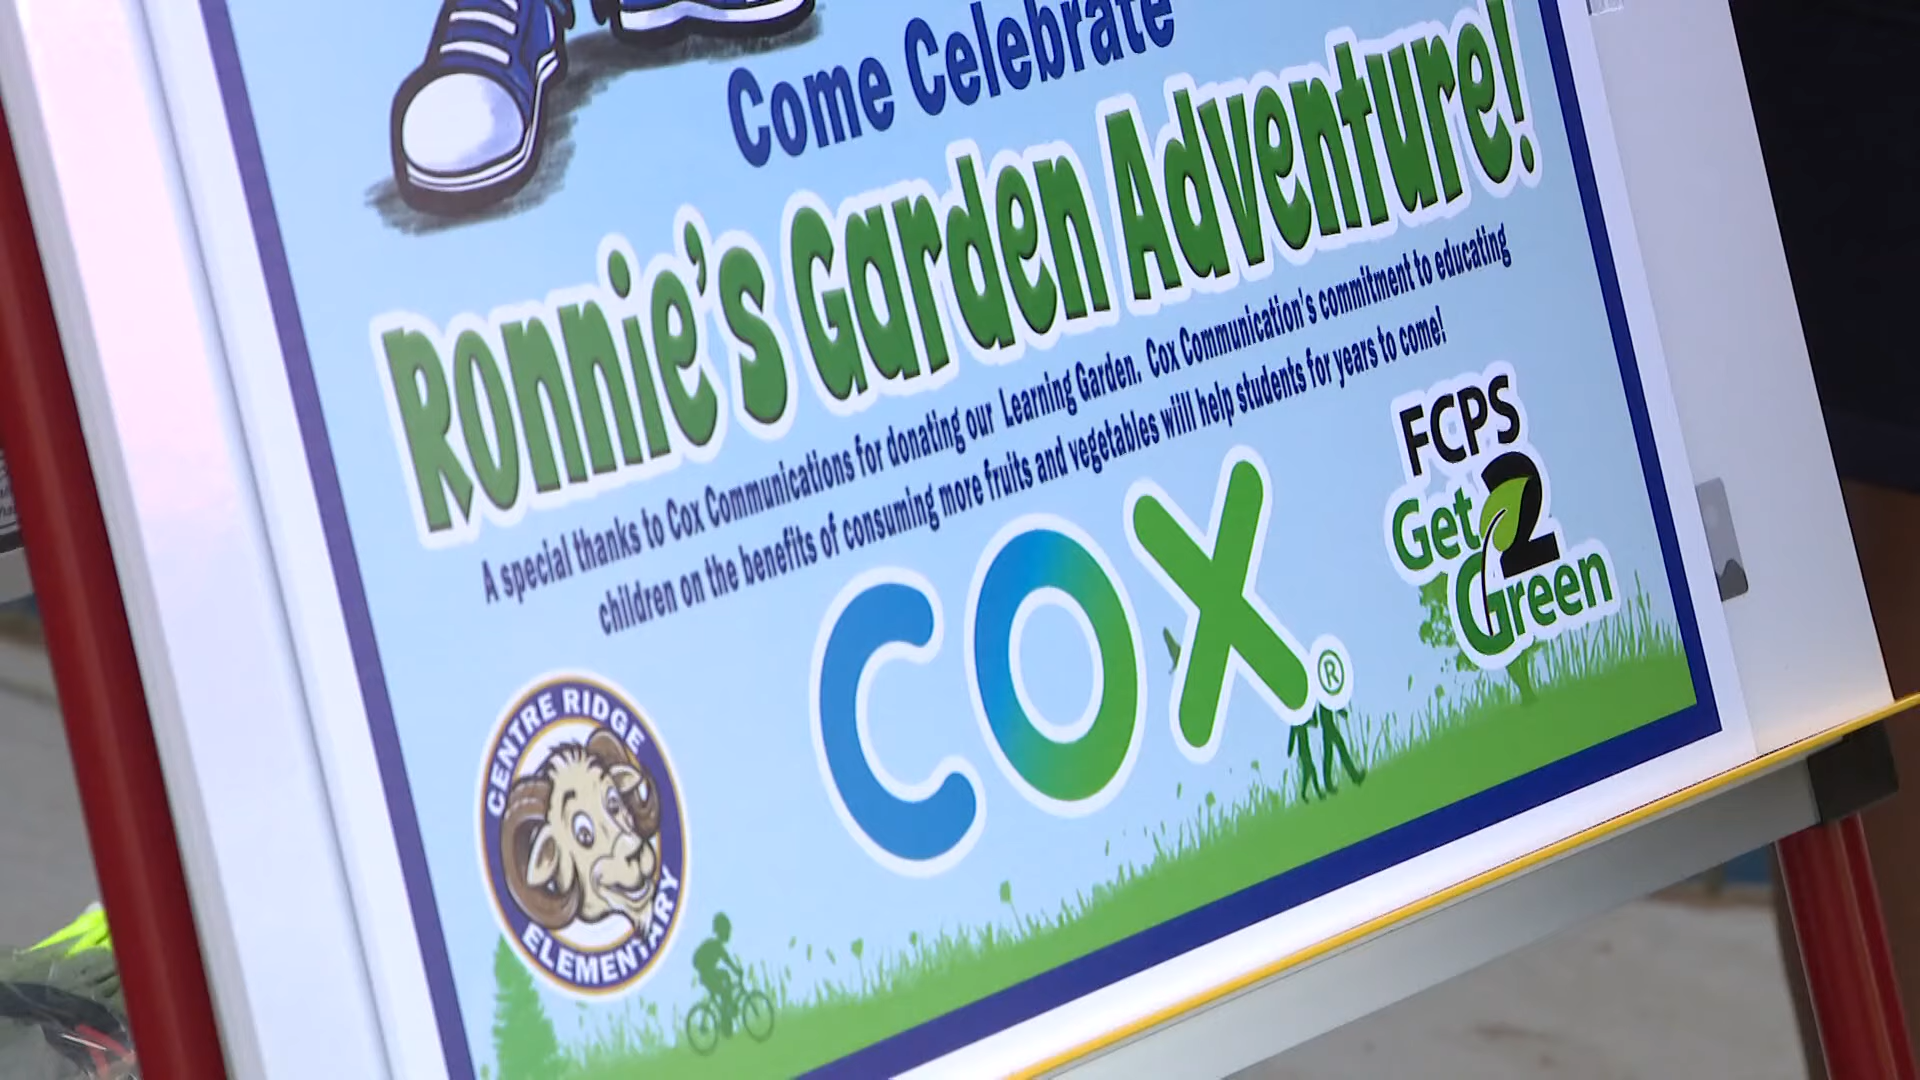 Come Celebrate
Ronnie's Garden Adventure!
A special thanks to Cox Communications for donating our Learning Garden. Cox Communication's commitment to educating
children on the benefits of consuming more fruits and vegetables wiill help students for years to come!
FCPS
Get 2
Green
COX®
CENTRE RIDGE
ELEMENTARY